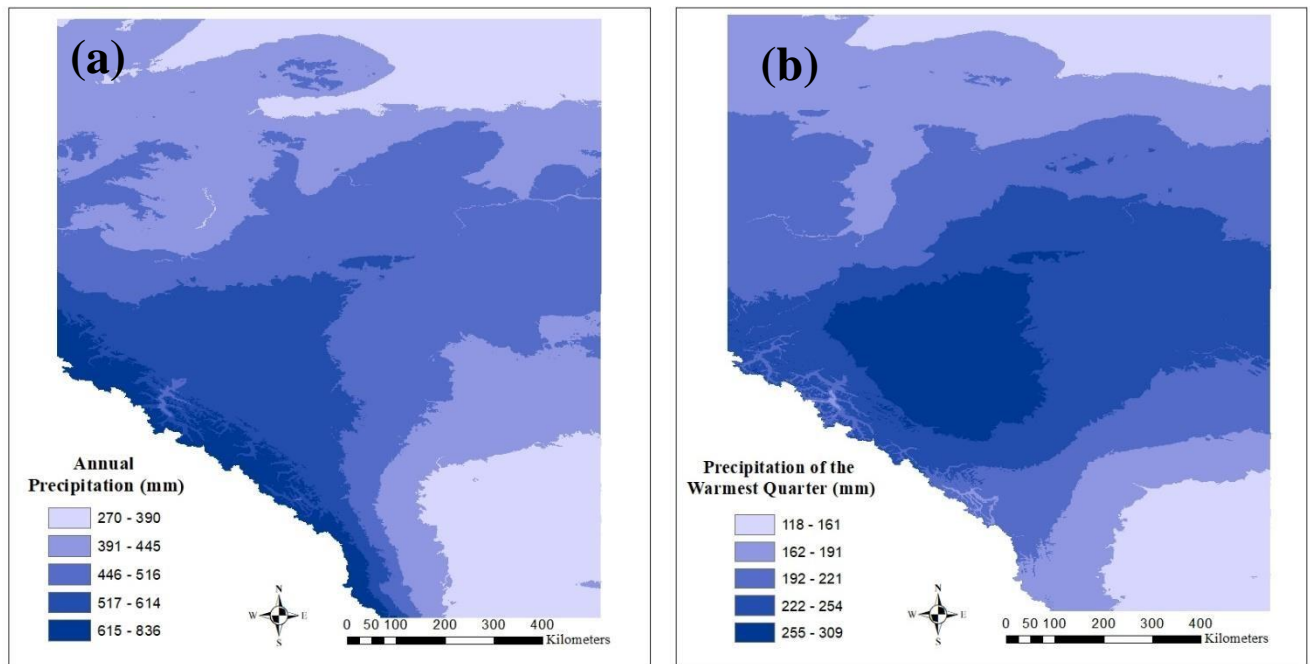 (a)
Annual
Precipitation (mm)
270 - 390
391 - 445
446 - 516
517 - 614
615 - 836
N
W E
S
0 50 100 200 300 400
Kilometers
(b)
Precipitation of the
Warmest Quarter (mm)
118 - 161
162 - 191
192 - 221
222 - 254
255 - 309
N
W E
S
0 50 100 200 300 400
Kilometers